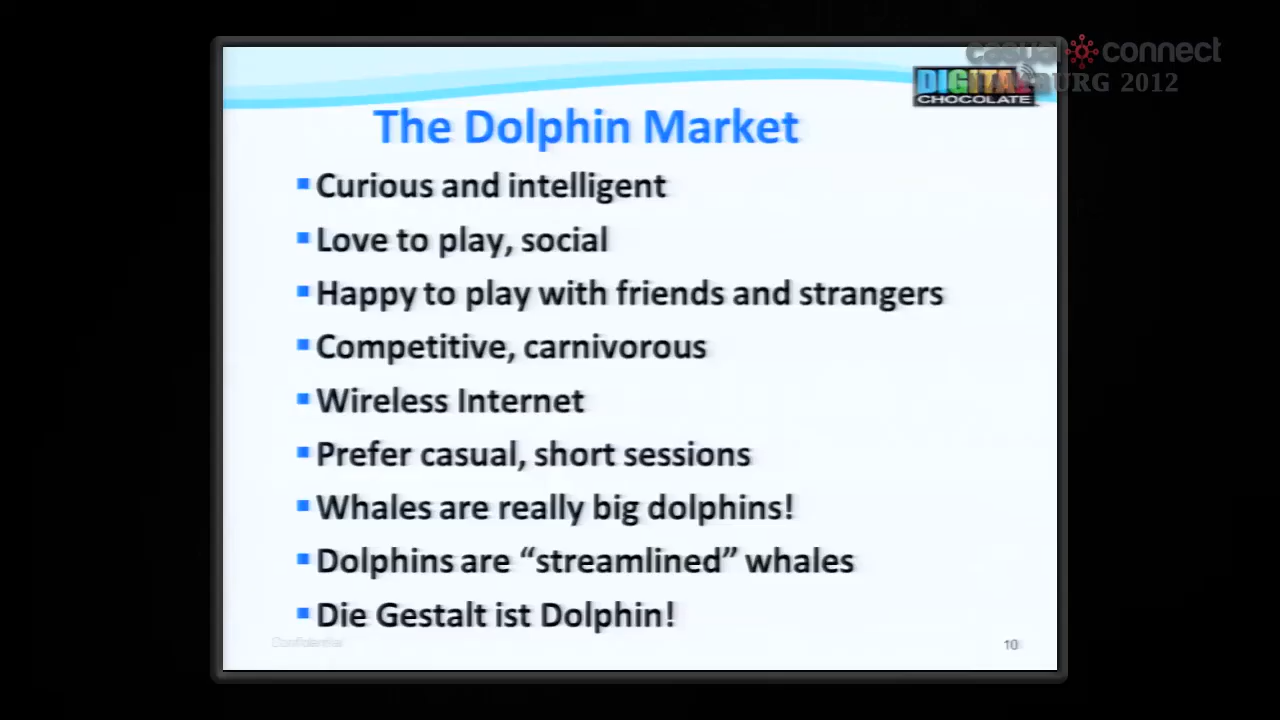 casual connect
HAMBURG 2012
DIGITAL
CHOCOLATE
The Dolphin Market
Curious and intelligent
Love to play, social
Happy to play with friends and strangers
Competitive, carnivorous
Wireless Internet
Prefer casual, short sessions
Whales are really big dolphins!
Dolphins are “streamlined” whales
Die Gestalt ist Dolphin!
Confidential
10